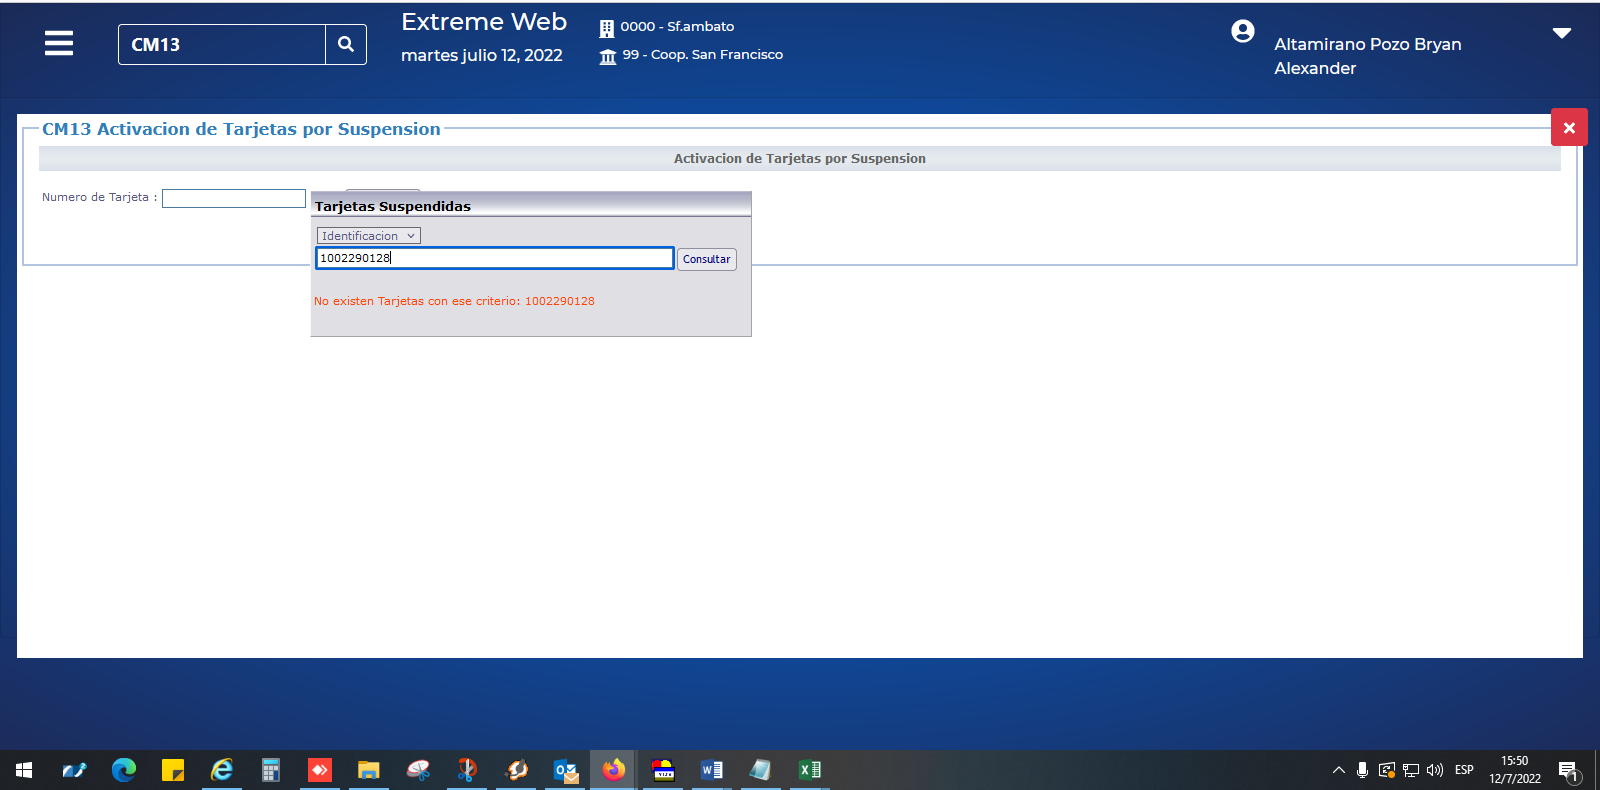 CM13
Extreme Web
martes julio 12, 2022
0000 - Sf.ambato
99 - Coop. San Francisco
Altamirano Pozo Bryan
Alexander
CM13 Activacion de Tarjetas por Suspension
Activacion de Tarjetas por Suspension
Numero de Tarjeta :
Tarjetas Suspendidas
Identificacion
1002290128
Consultar
No existen Tarjetas con ese criterio: 1002290128
ESP
15:50
12/7/2022
1